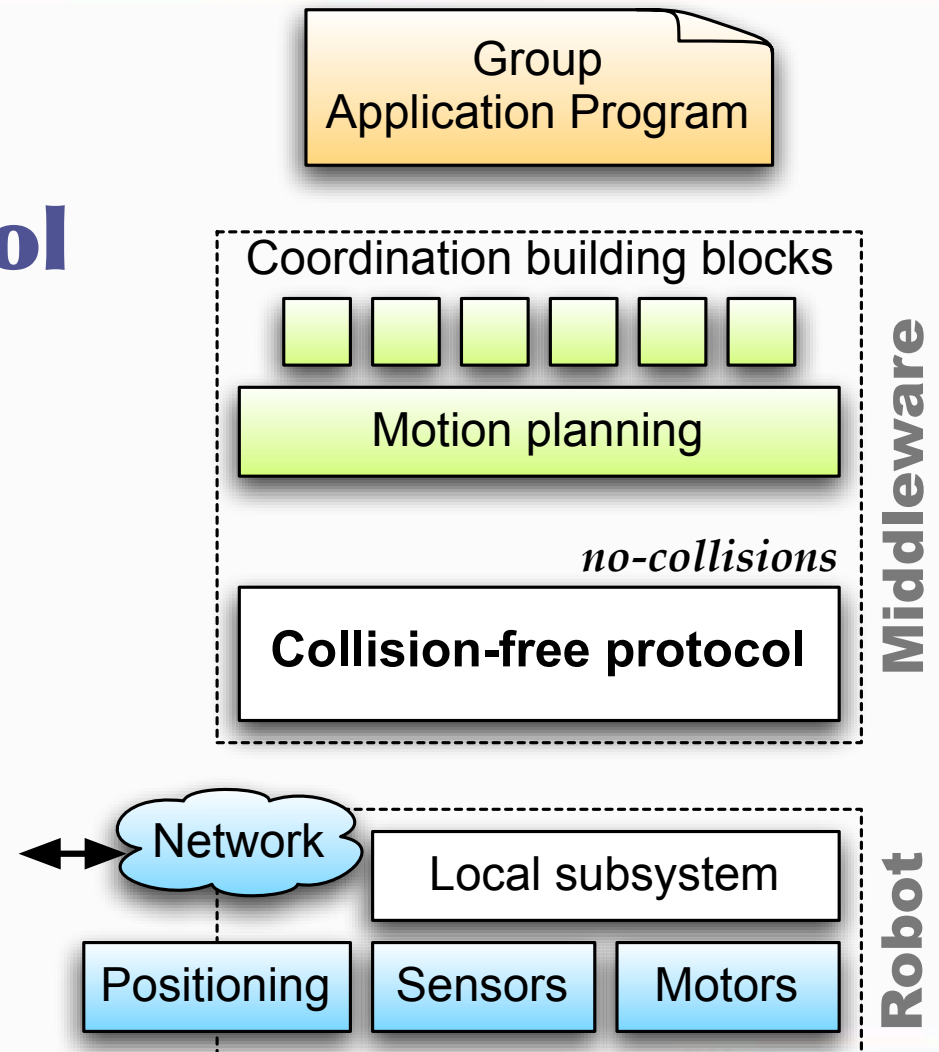 Group
Application Program
ol
Coordination building blocks
Motion planning
no-collisions
Collision-free protocol
Middleware
Network
Local subsystem
Positioning
Sensors
Motors
Robot